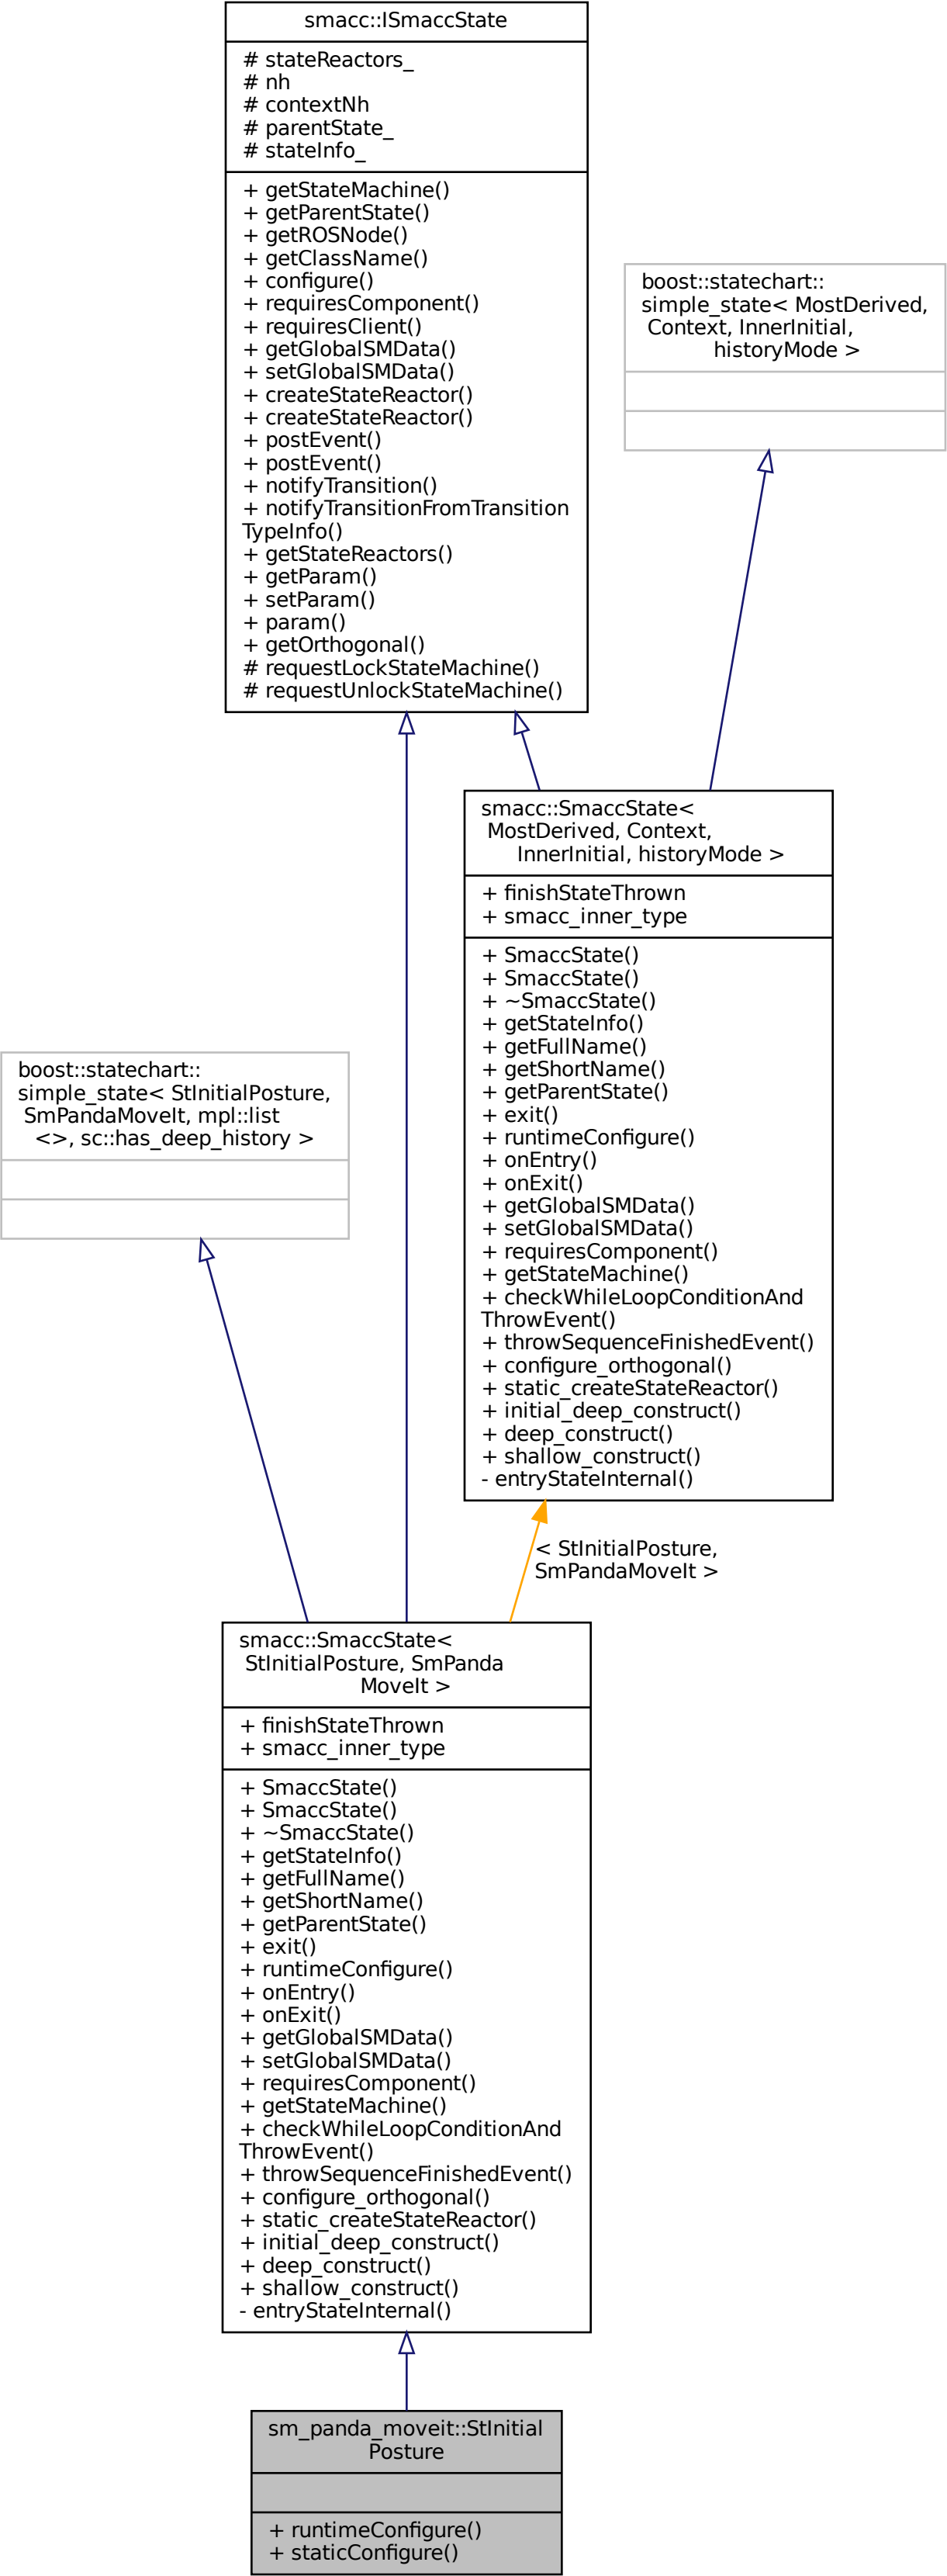 smacc::ISmaccState
# stateReactors_
# nh
# contextNh
# parentState_
# stateInfo_
+ getStateMachine()
+ getParentState()
+ getROSNode()
+ getClassName()
+ configure()
+ requiresComponent()
+ requiresClient()
+ getGlobalSMData()
+ setGlobalSMData()
+ createStateReactor()
+ createStateReactor()
+ postEvent()
+ postEvent()
+ notifyTransition()
+ notifyTransitionFromTransition
TypeInfo()
+ getStateReactors()
+ getParam()
+ setParam()
+ param()
+ getOrthogonal()
# requestLockStateMachine()
# requestUnlockStateMachine()
boost::statechart::
simple_state< MostDerived,
Context, InnerInitial,
historyMode >
smacc::SmaccState<
MostDerived, Context,
InnerInitial, historyMode >
+ finishStateThrown
+ smacc_inner_type
+ SmaccState()
+ SmaccState()
+ ~SmaccState()
+ getStateInfo()
+ getFullName()
+ getShortName()
+ getParentState()
+ exit()
+ runtimeConfigure()
+ onEntry()
+ onExit()
+ getGlobalSMData()
+ setGlobalSMData()
+ requiresComponent()
+ getStateMachine()
+ checkWhileLoopConditionAnd
ThrowEvent()
+ throwSequenceFinishedEvent()
+ configure_orthogonal()
+ static_createStateReactor()
+ initial_deep_construct()
+ deep_construct()
+ shallow_construct()
- entryStateInternal()
boost::statechart::
simple_state< StInitialPosture,
SmPandaMoveIt, mpl::list
<>, sc::has_deep_history >
< StInitialPosture,
SmPandaMoveIt >
smacc::SmaccState<
StInitialPosture, SmPanda
MoveIt >
+ finishStateThrown
+ smacc_inner_type
+ SmaccState()
+ SmaccState()
+ ~SmaccState()
+ getStateInfo()
+ getFullName()
+ getShortName()
+ getParentState()
+ exit()
+ runtimeConfigure()
+ onEntry()
+ onExit()
+ getGlobalSMData()
+ setGlobalSMData()
+ requiresComponent()
+ getStateMachine()
+ checkWhileLoopConditionAnd
ThrowEvent()
+ throwSequenceFinishedEvent()
+ configure_orthogonal()
+ static_createStateReactor()
+ initial_deep_construct()
+ deep_construct()
+ shallow_construct()
- entryStateInternal()
sm_panda_moveit::StInitial
Posture
+ runtimeConfigure()
+ staticConfigure()